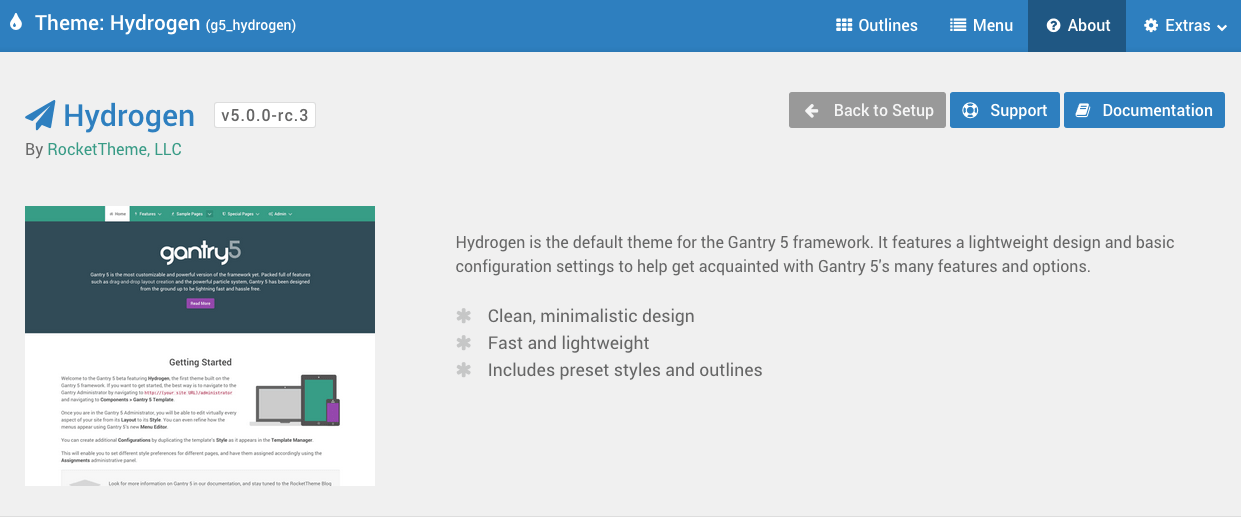 Theme: Hydrogen (g5_hydrogen)
Outlines
Menu
About
Extras
Hydrogen
v5.0.0-rc.3
Back to Setup
Support
Documentation
By RocketTheme, LLC
Home
Features
Sample Pages
Special Pages
Admin
gantry5
Gantry 5 is the most customizable and powerful version of the framework yet. Packed full of features
such as drag-and-drop layout creation and the powerful particle system, Gantry 5 has been designed
from the ground up to be lightning fast and hassle free.
Read More
Getting Started
Welcome to the Gantry 5 beta featuring Hydrogen, the first theme built on the
Gantry 5 framework. If you want to get started, the best way is to navigate to the
Gantry Administrator by navigating to http://(your site URL)/administrator
and navigating to Components > Gantry 5 Template.
Once you are in the Gantry 5 Administrator, you will be able to edit virtually every
aspect of your site from its Layout to its Style. You can even refine how the
menus appear using Gantry 5's new Menu Editor.
You can create additional Configurations by duplicating the template's Style as it appears in the Template Manager.
This will enable you to set different style preferences for different pages, and have them assigned accordingly using the
Assignments administrative panel.
Look for more information on Gantry 5 in our documentation, and stay tuned to the RocketTheme Blog
Hydrogen is the default theme for the Gantry 5 framework. It features a lightweight design and basic
configuration settings to help get acquainted with Gantry 5's many features and options.
Clean, minimalistic design
Fast and lightweight
Includes preset styles and outlines